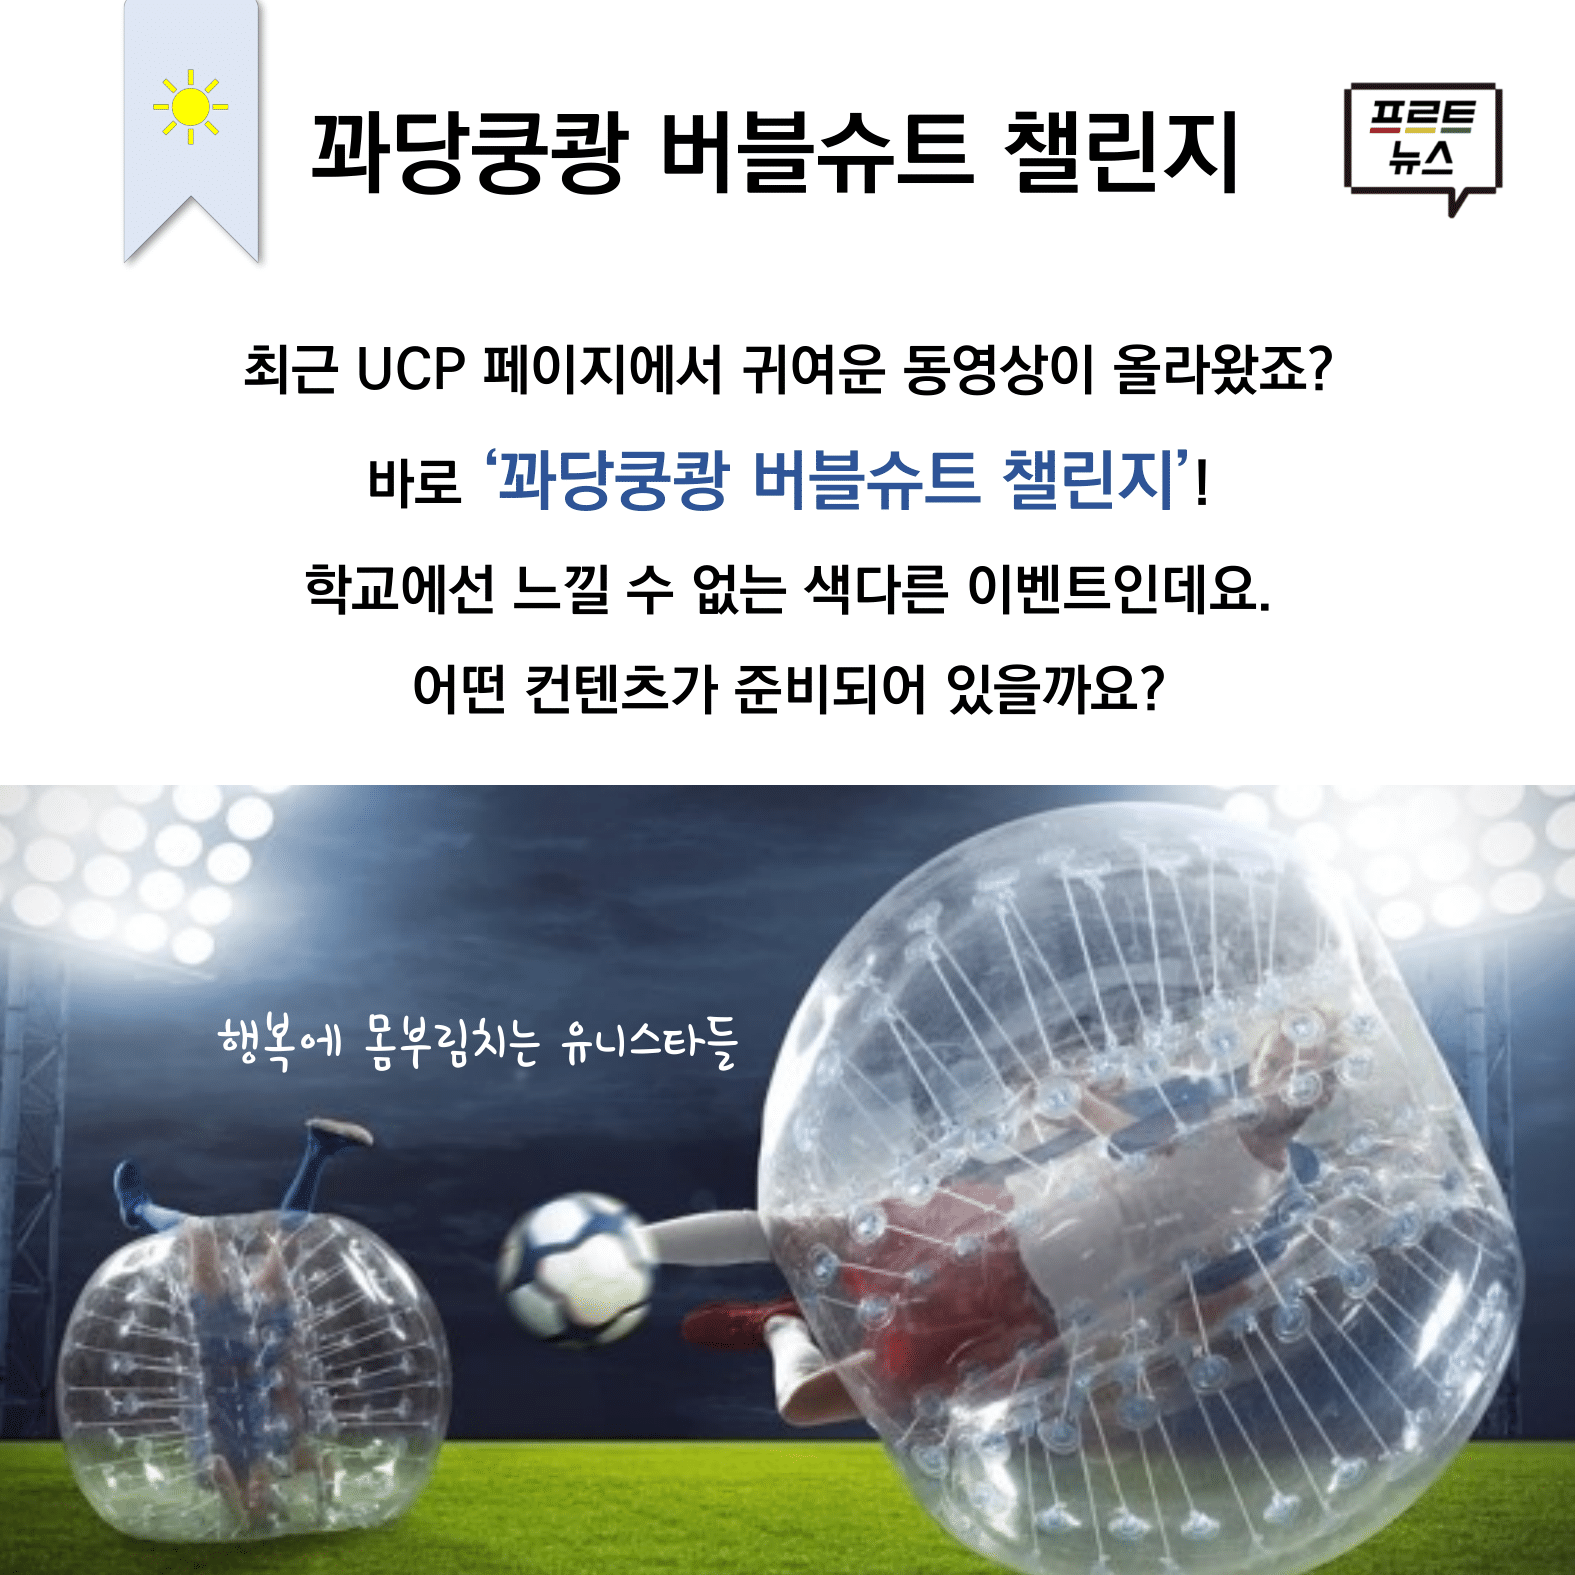 꽈당쿵쾅 버블슈트 챌린지
프르트
뉴스
최근 UCP 페이지에서 귀여운 동영상이 올라왔죠?
바로 ‘꽈당쿵쾅 버블슈트 챌린지’!
학교에선 느낄 수 없는 색다른 이벤트인데요.
어떤 컨텐츠가 준비되어 있을까요?
행복에 몸부림치는 유니스타들